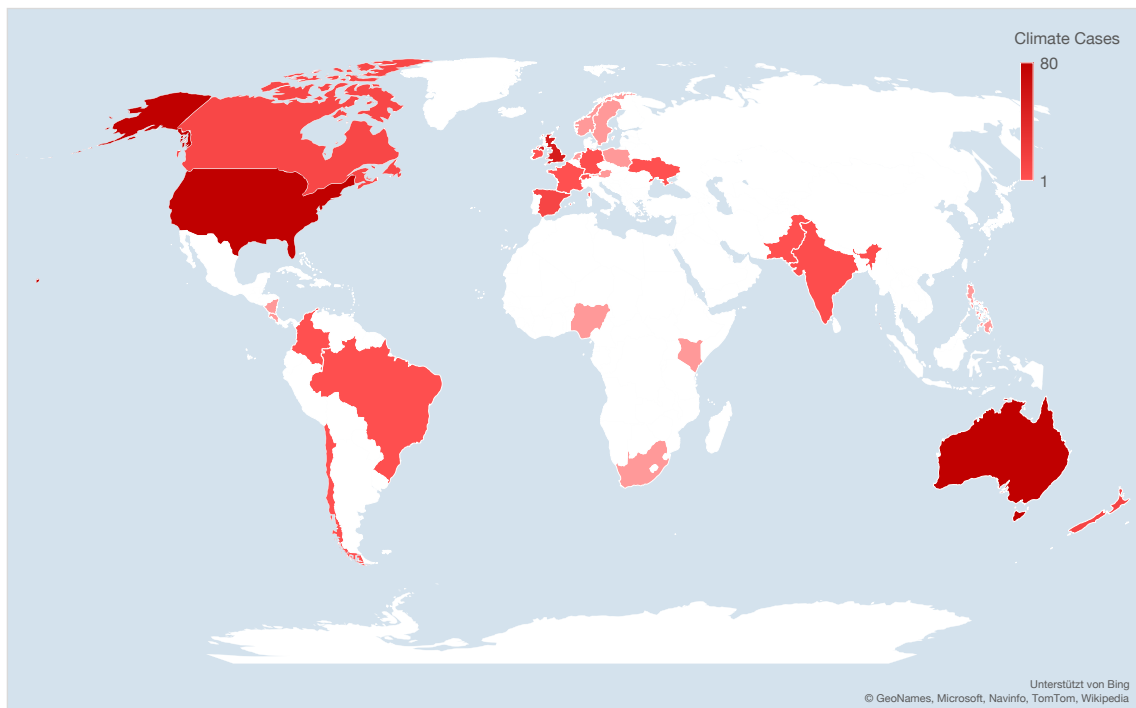 Climate Cases
80
1
Unterstützt von Bing
© GeoNames, Microsoft, Navinfo, TomTom, Wikipedia